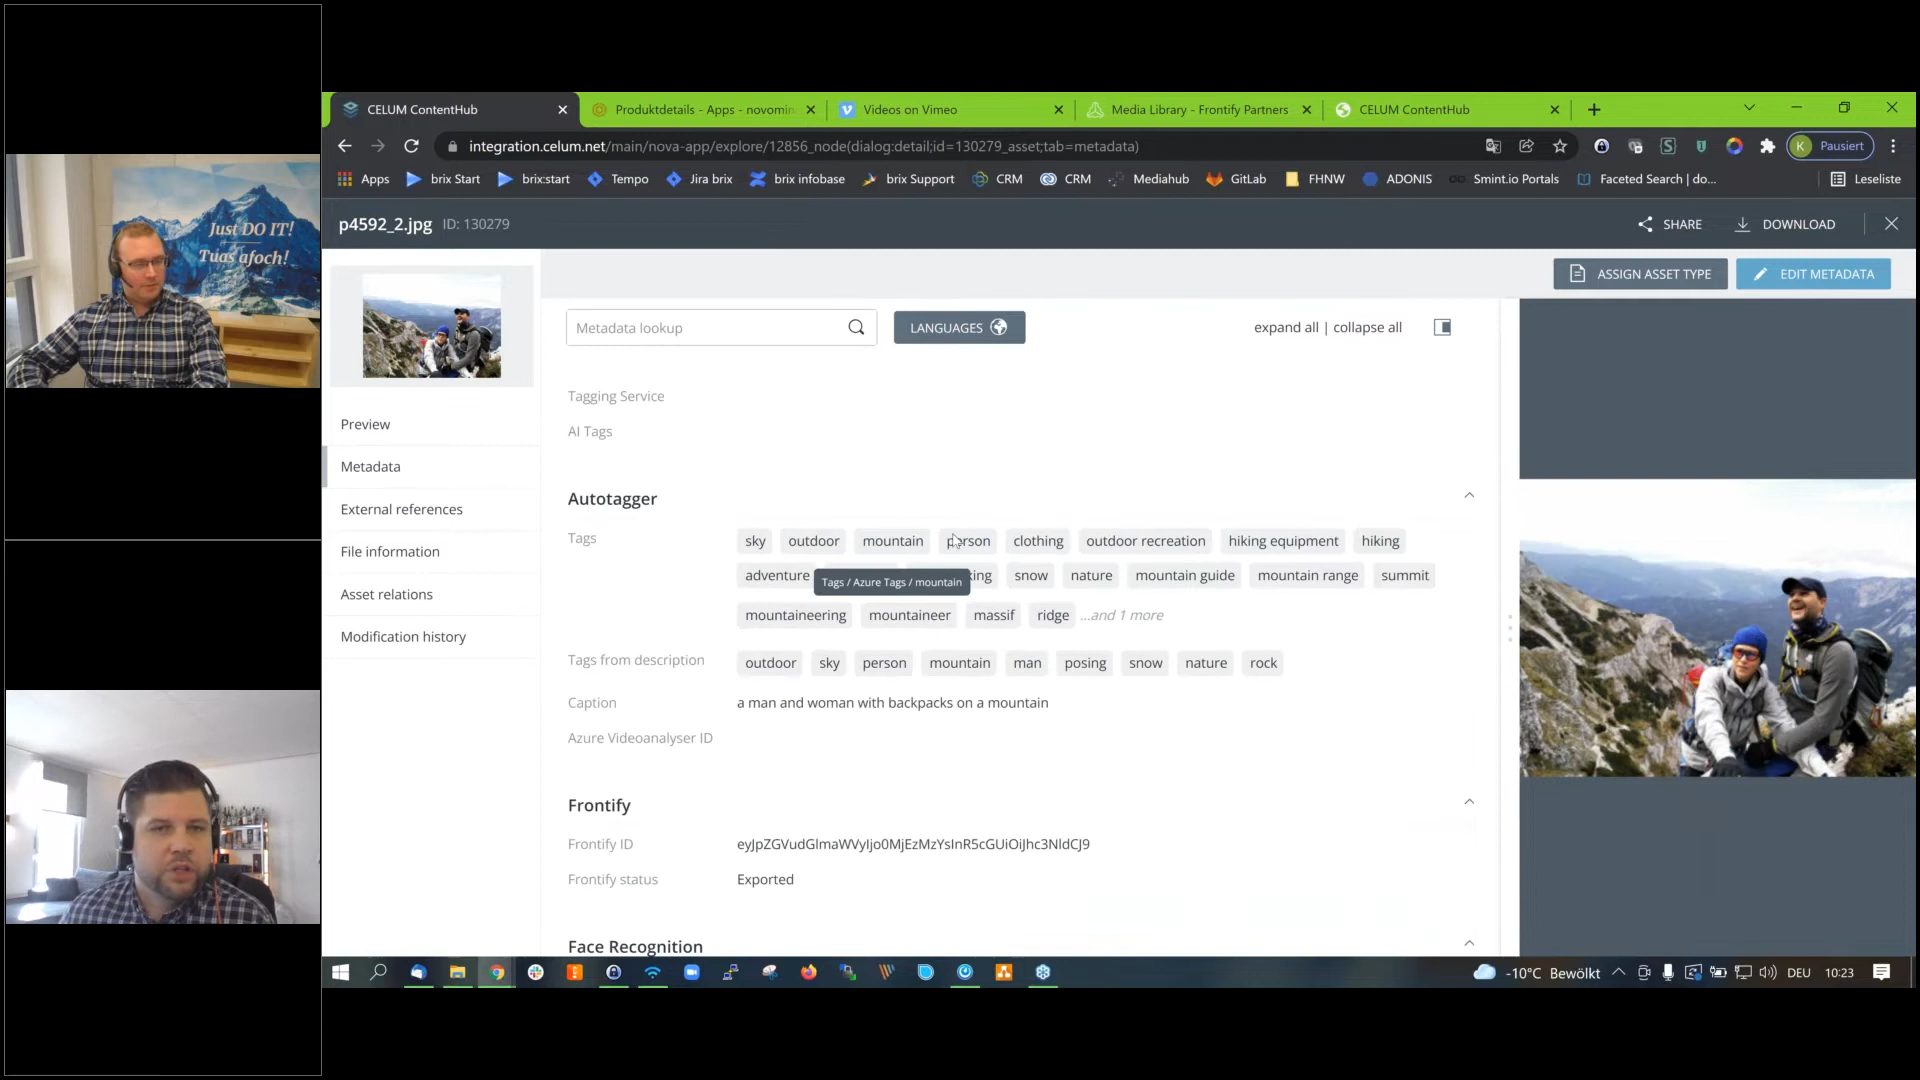 Just DO IT!
Tuas afoch!
CELUM ContentHub
Produktdetails - Apps - novomin
Videos on Vimeo
Media Library - Frontify Partners
CELUM ContentHub
integration.celum.net/main/nova-app/explore/12856_node(dialog:detail;id=130279_asset;tab=metadata)
K Pausiert
Apps
brix Start
brix:start
Tempo
Jira brix
brix infobase
brix Support
CRM
CRM
Mediahub
GitLab
FHNW
ADONIS
Smint.io Portals
Faceted Search | do...
Leseliste
p4592_2.jpg ID: 130279
SHARE
DOWNLOAD
ASSIGN ASSET TYPE
EDIT METADATA
Metadata lookup
LANGUAGES
expand all | collapse all
Preview
Metadata
External references
File information
Asset relations
Modification history
Tagging Service
AI Tags
Autotagger
Tags
sky outdoor mountain person clothing outdoor recreation hiking equipment hiking
adventure king snow nature mountain guide mountain range summit
Tags / Azure Tags / mountain
mountaineering mountaineer massif ridge ...and 1 more
Tags from description outdoor sky person mountain man posing snow nature rock
Caption a man and woman with backpacks on a mountain
Azure Videoanalyser ID
Frontify
Frontify ID eyJpZGVudGlmaWVyIjo0MjEzMzYsInR5cGUiOiJhc3NldCJ9
Frontify status Exported
Face Recognition
-10°C Bewölkt
DEU
10:23